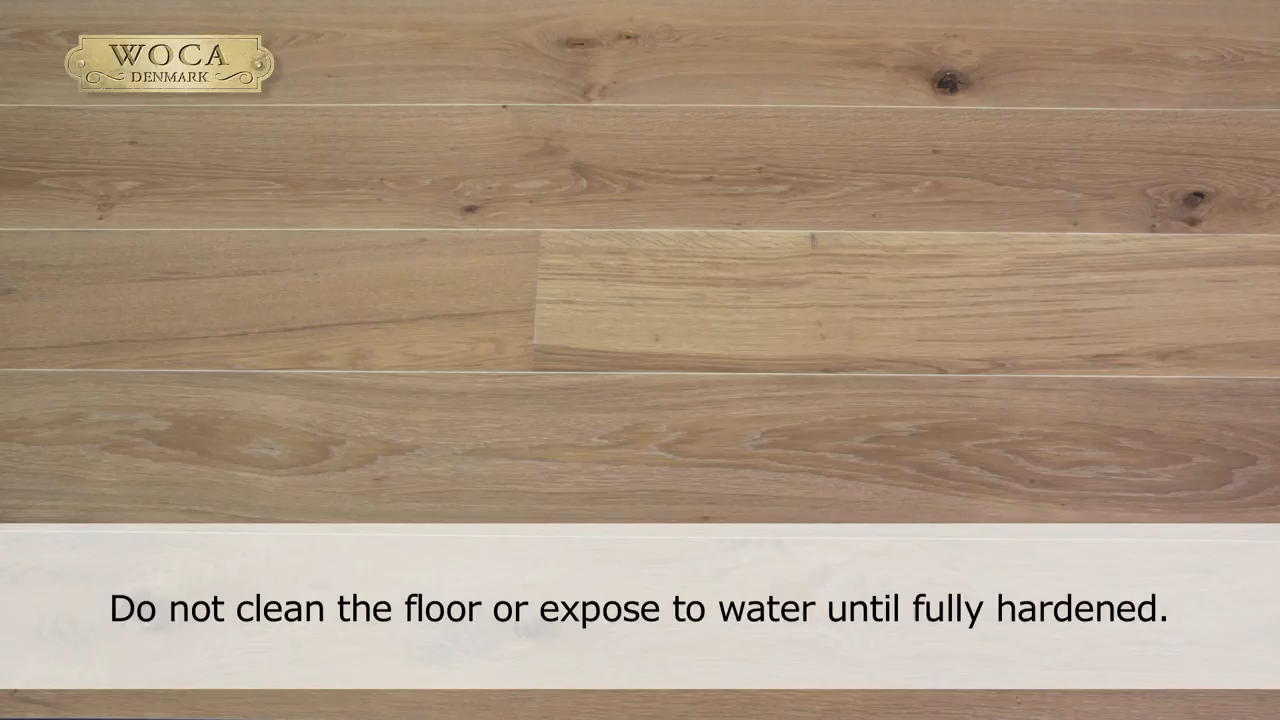 WOCA
DENMARK
Do not clean the floor or expose to water until fully hardened.